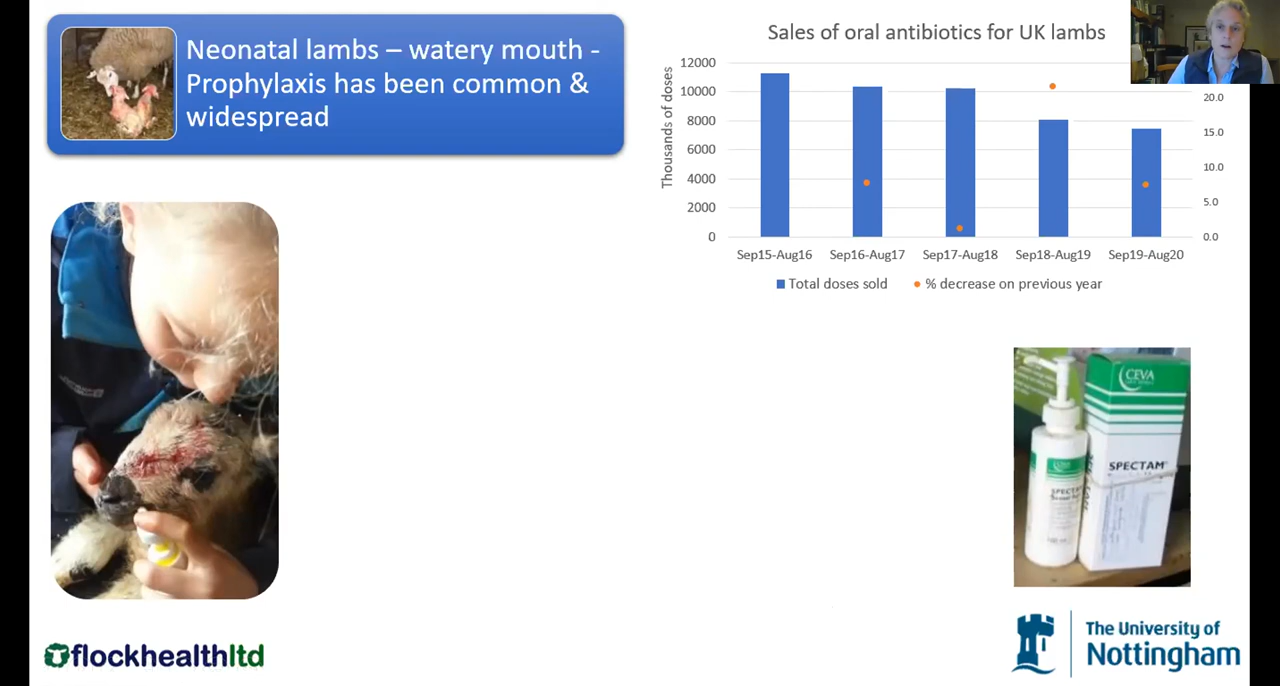 Neonatal lambs – watery mouth -
Prophylaxis has been common &
widespread
Sales of oral antibiotics for UK lambs
Thousands of doses
12000
10000
8000
6000
4000
2000
0
20.0
15.0
10.0
5.0
0.0
Sep15-Aug16 Sep16-Aug17 Sep17-Aug18 Sep18-Aug19 Sep19-Aug20
Total doses sold % decrease on previous year
CEVA
SPECTAM
CEVA
flockhealthltd
The University of
Nottingham